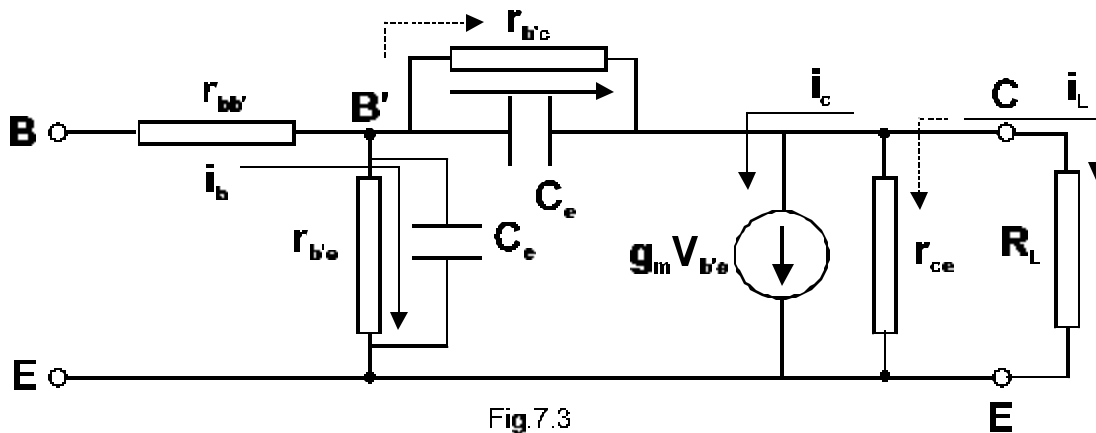 r_b'c
r_bb'
B'
i_c
C
i_L
B
i_b
C_e
r_b'e
C_e
g_m V_b'e
r_ce
R_L
E
E
Fig.7.3